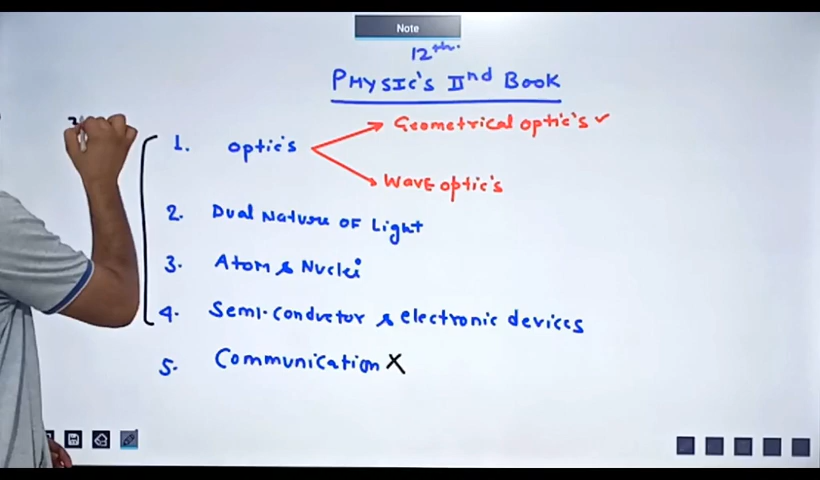 Note
12th.
PHYSIC'S IInd BOOK
1. OPtic's
Geometrical optic's ✓
Wave optic's
2. Dual Nature OF Light
3. Atom & Nuclei
4. Semi-conductor & electronic devices
5. Communication X